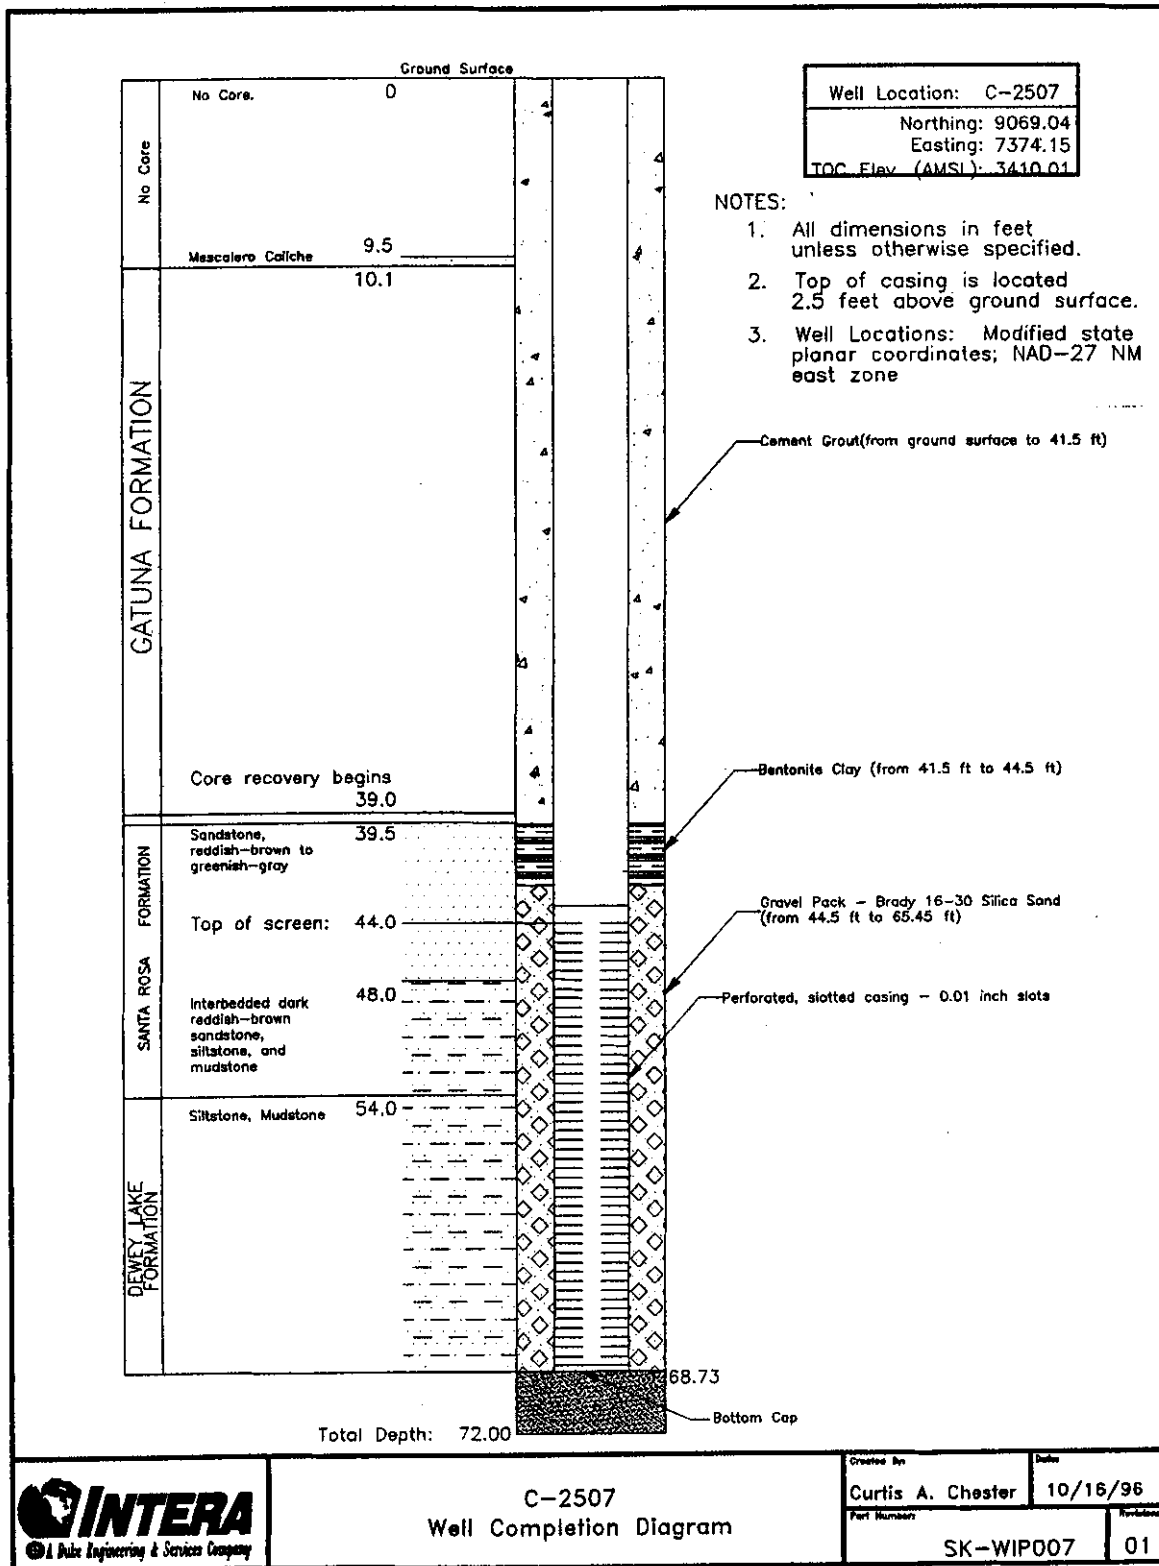 Ground Surface
No Core. 0
No Core
Well Location: C-2507
Northing: 9069.04
Easting: 7374.15
TOC Elev (AMSL): 3410.01
NOTES:
1. All dimensions in feet
unless otherwise specified.
2. Top of casing is located
2.5 feet above ground surface.
3. Well Locations: Modified state
planar coordinates; NAD-27 NM
east zone
Mescalero Caliche 9.5
10.1
GATUNA FORMATION
Cement Grout(from ground surface to 41.5 ft)
Bentonite Clay (from 41.5 ft to 44.5 ft)
Core recovery begins
39.0
SANTA ROSA FORMATION
Sandstone, 39.5
reddish-brown to
greenish-gray
Gravel Pack - Brady 16-30 Silica Sand
(from 44.5 ft to 65.45 ft)
Top of screen: 44.0
Perforated, slotted casing - 0.01 inch slots
Interbedded dark 48.0
reddish-brown
sandstone,
siltstone, and
mudstone
Siltstone, Mudstone 54.0
DEWEY LAKE
FORMATION
68.73
Bottom Cap
Total Depth: 72.00
INTERA
A Duke Engineering & Services Company
C-2507
Well Completion Diagram
Created By
Curtis A. Chester
Date
10/16/96
Part Number
SK-WIP007
Revision
01